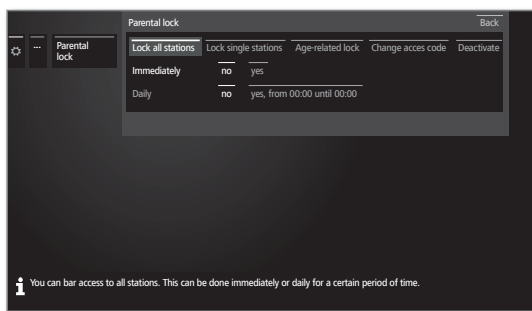 Parental lock Back
... Parental lock
Lock all stations Lock single stations Age-related lock Change acces code Deactivate
Immediately no yes
Daily no yes, from 00:00 until 00:00
i You can bar access to all stations. This can be done immediately or daily for a certain period of time.